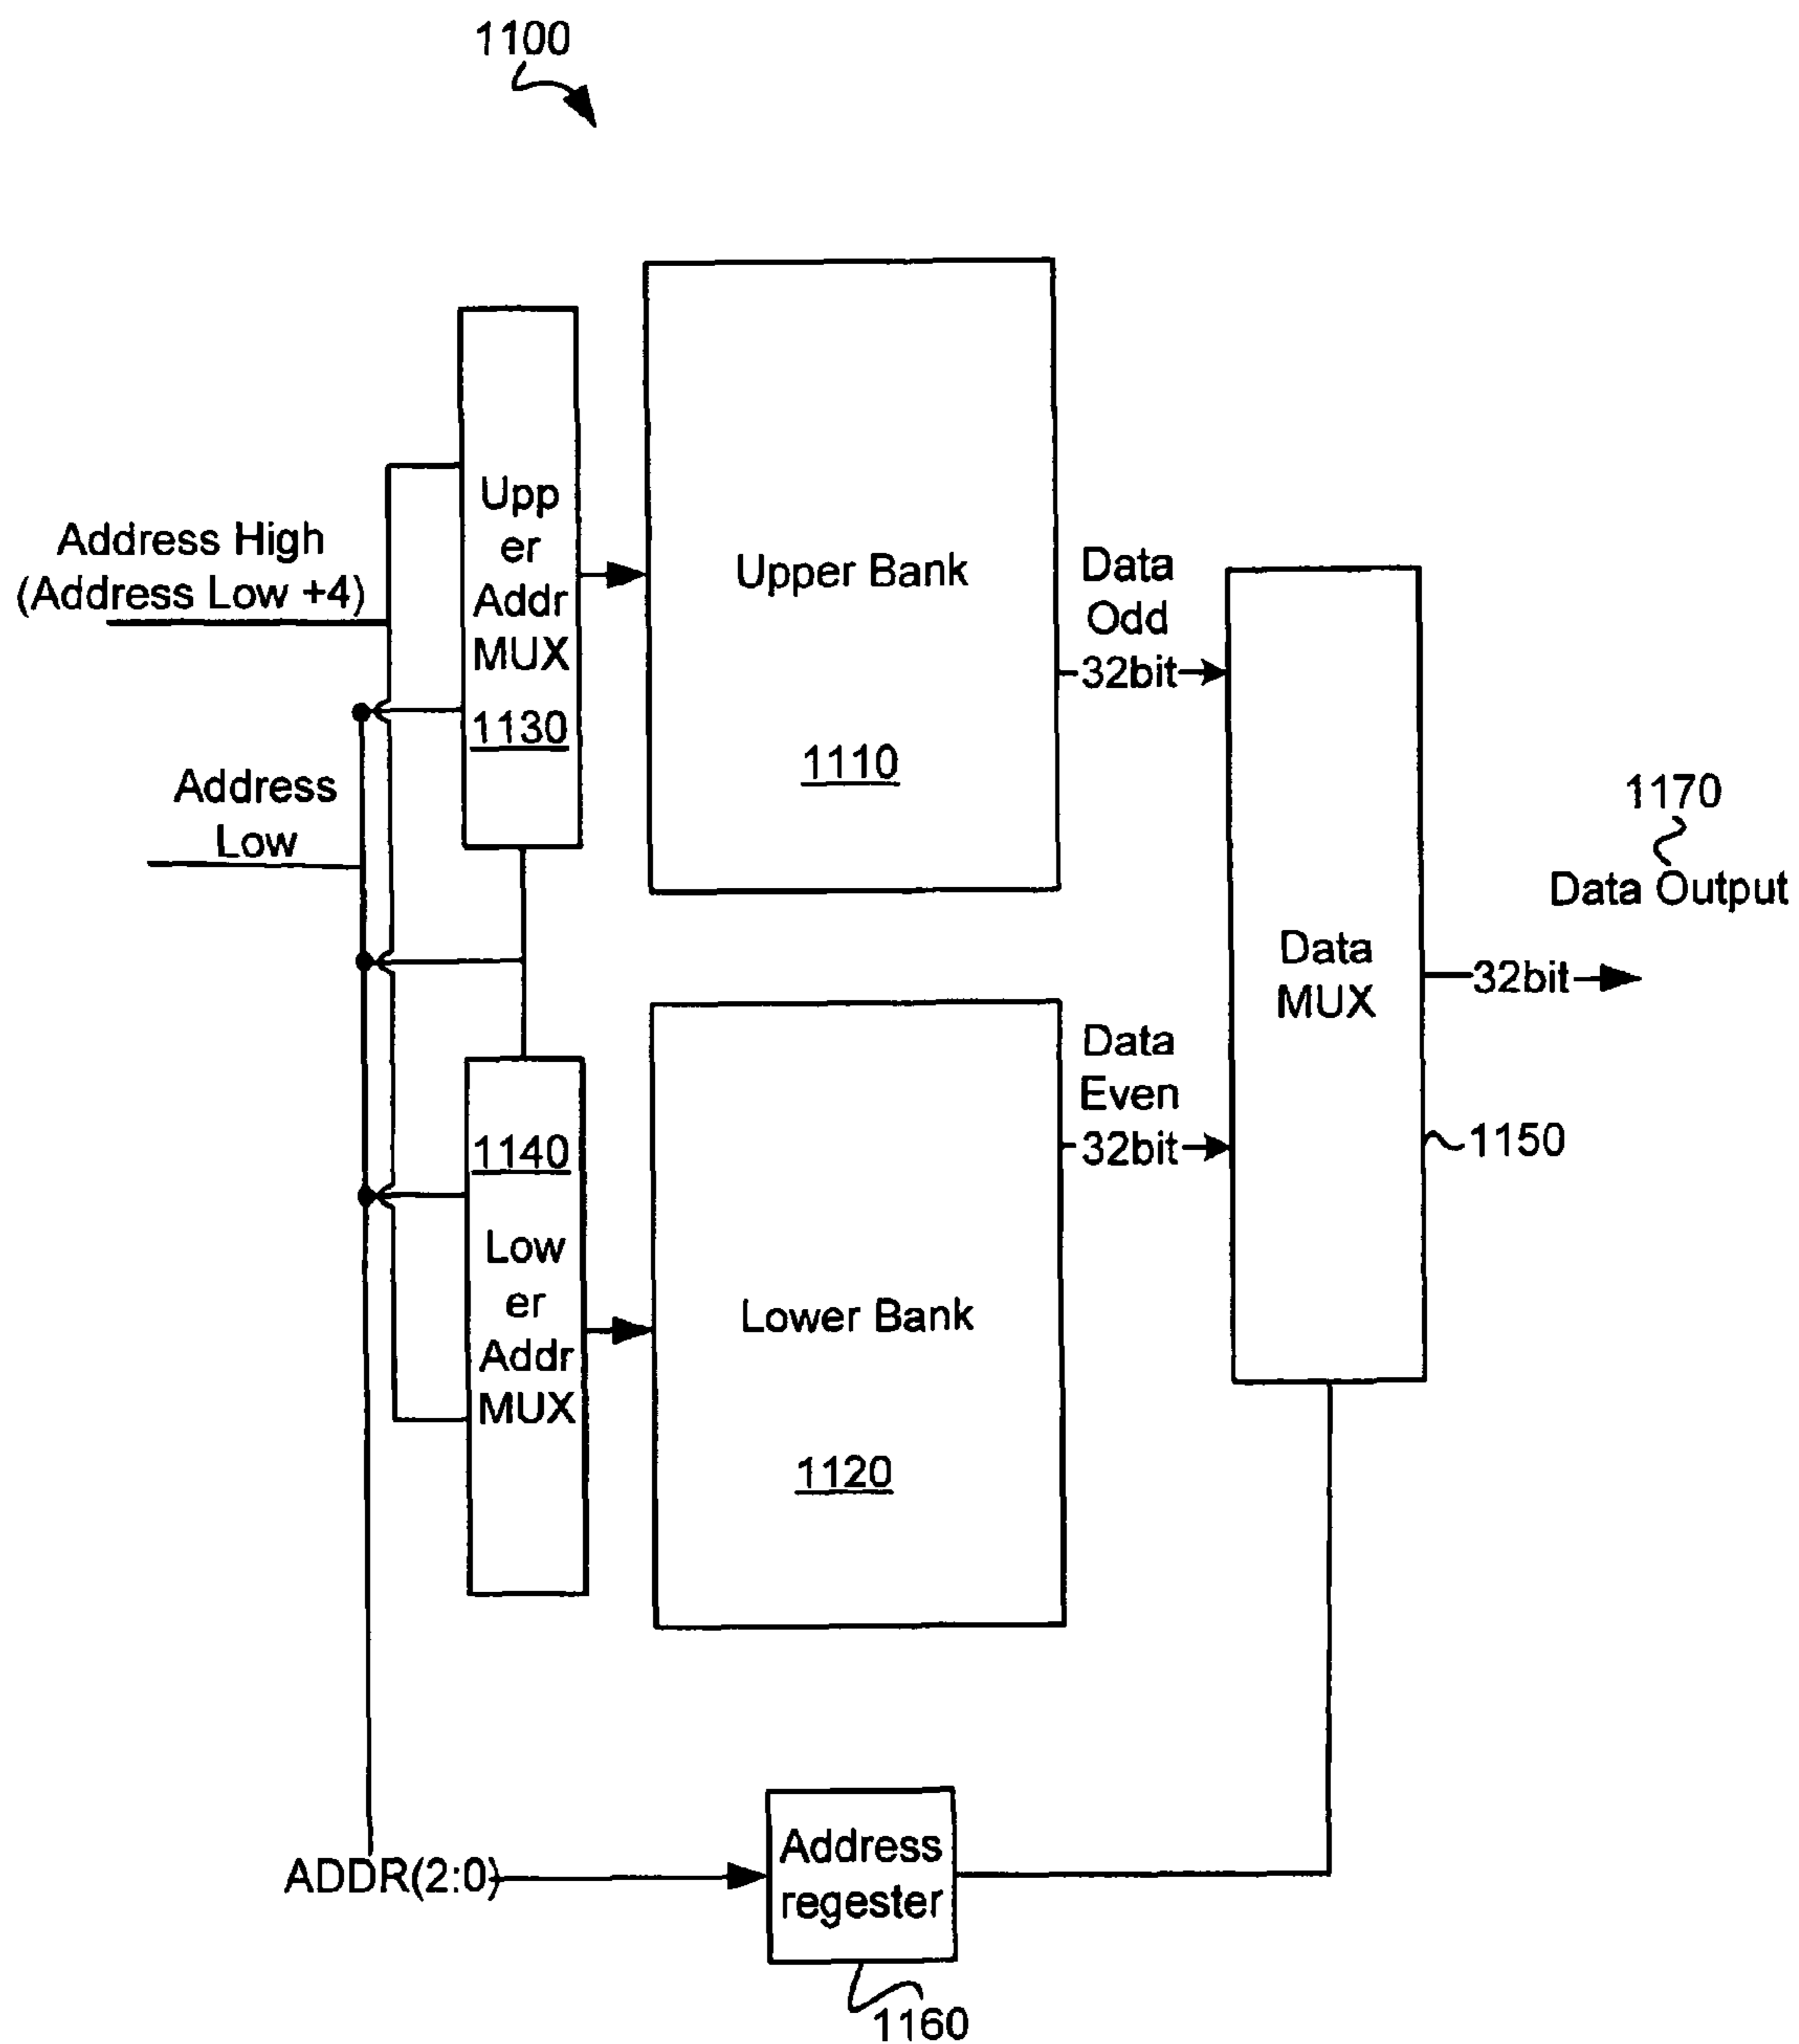 1100
Upp
er
Addr
MUX
1130
Address High
(Address Low +4)
Address
Low
Upper Bank
1110
Data
Odd
32bit
1170
Data Output
Data
MUX
32bit
1150
Data
Even
32bit
1140
Low
er
Addr
MUX
Lower Bank
1120
ADDR(2:0)
Address
regester
1160